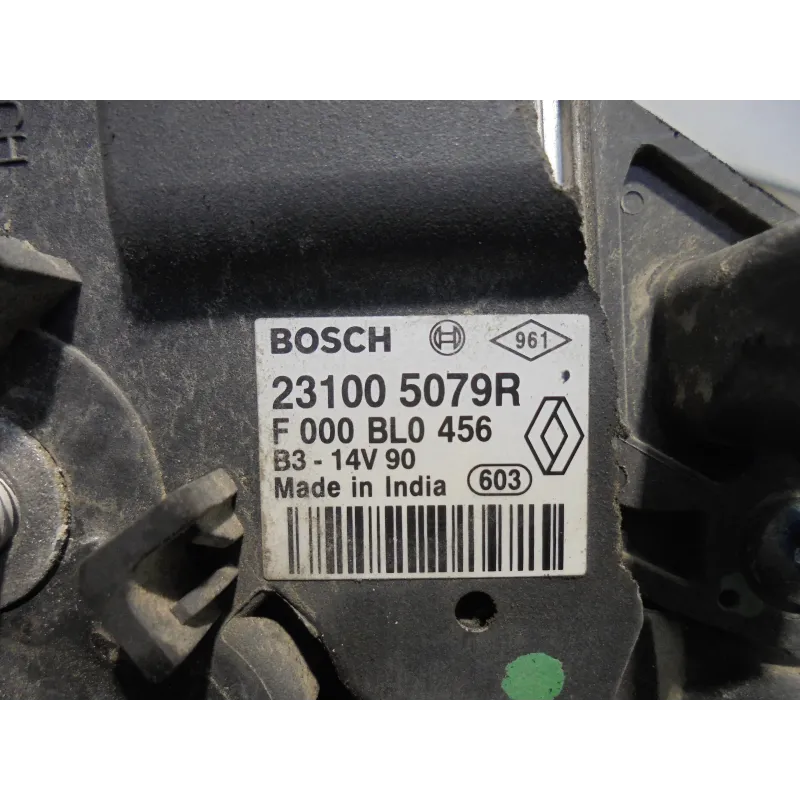 BOSCH 961
23100 5079R
F 000 BL0 456
B3 - 14V 90
Made in India 603